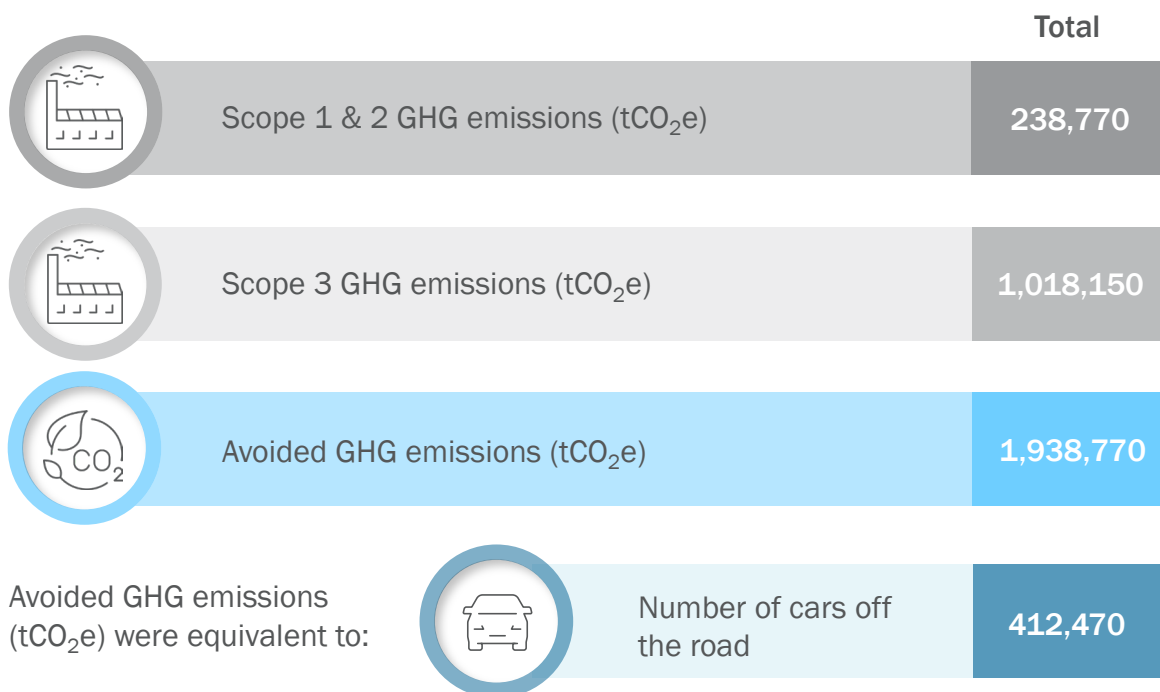 Total
Scope 1 & 2 GHG emissions (tCO₂e)
238,770
Scope 3 GHG emissions (tCO₂e)
1,018,150
CO₂
Avoided GHG emissions (tCO₂e)
1,938,770
Avoided GHG emissions
(tCO₂e) were equivalent to:
Number of cars off
the road
412,470